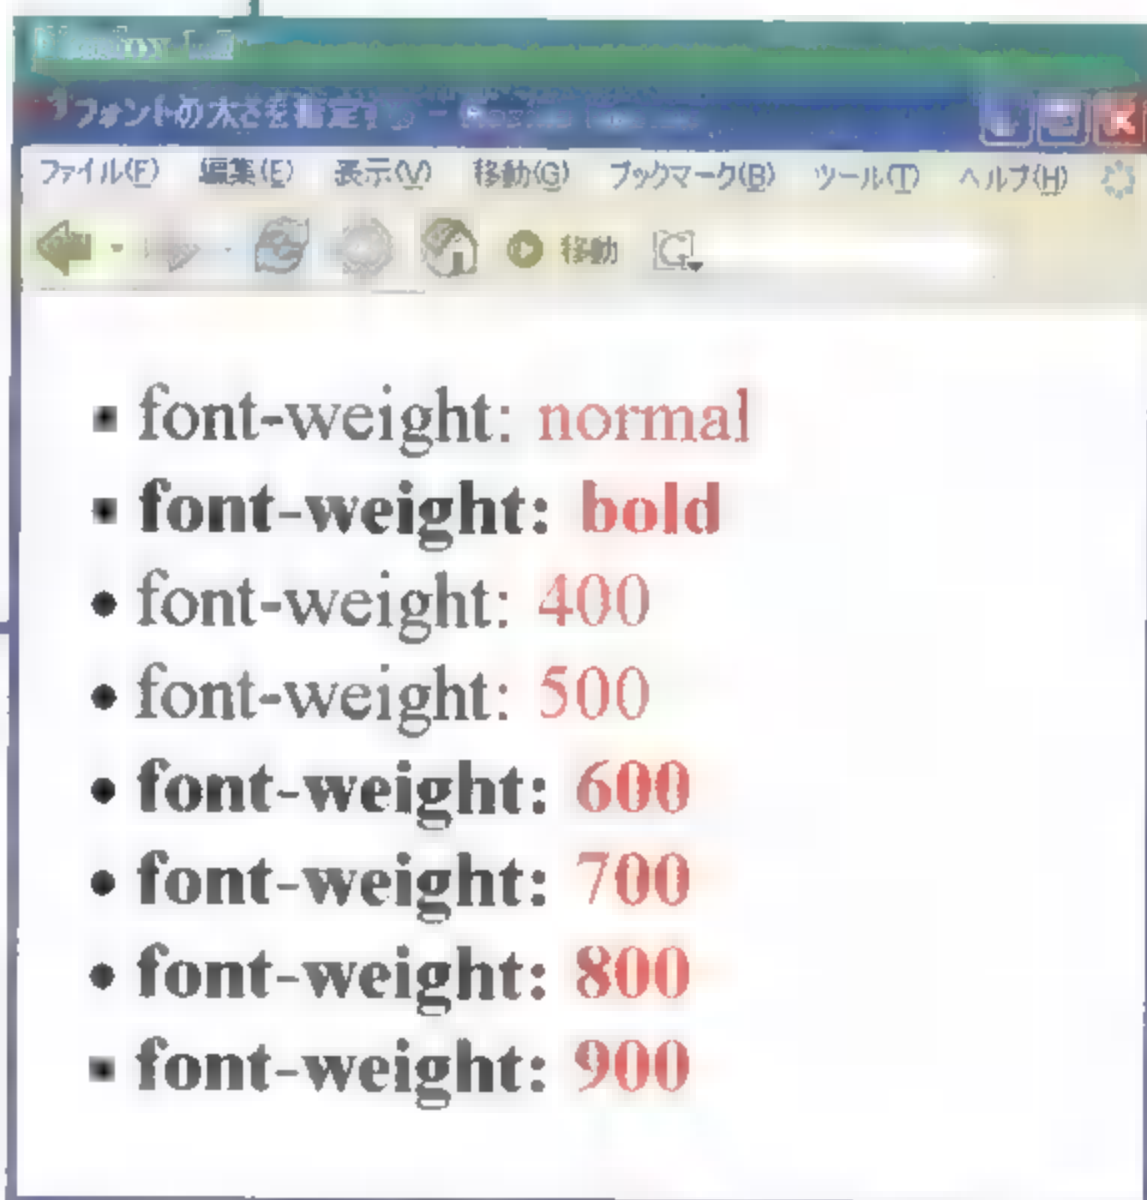 フォントの太さを指定する -
ファイル(F) 編集(E) 表示(V) 移動(G) ブックマーク(B) ツール(T) ヘルプ(H)
移動
font-weight: normal
font-weight: bold
font-weight: 400
font-weight: 500
font-weight: 600
font-weight: 700
font-weight: 800
font-weight: 900